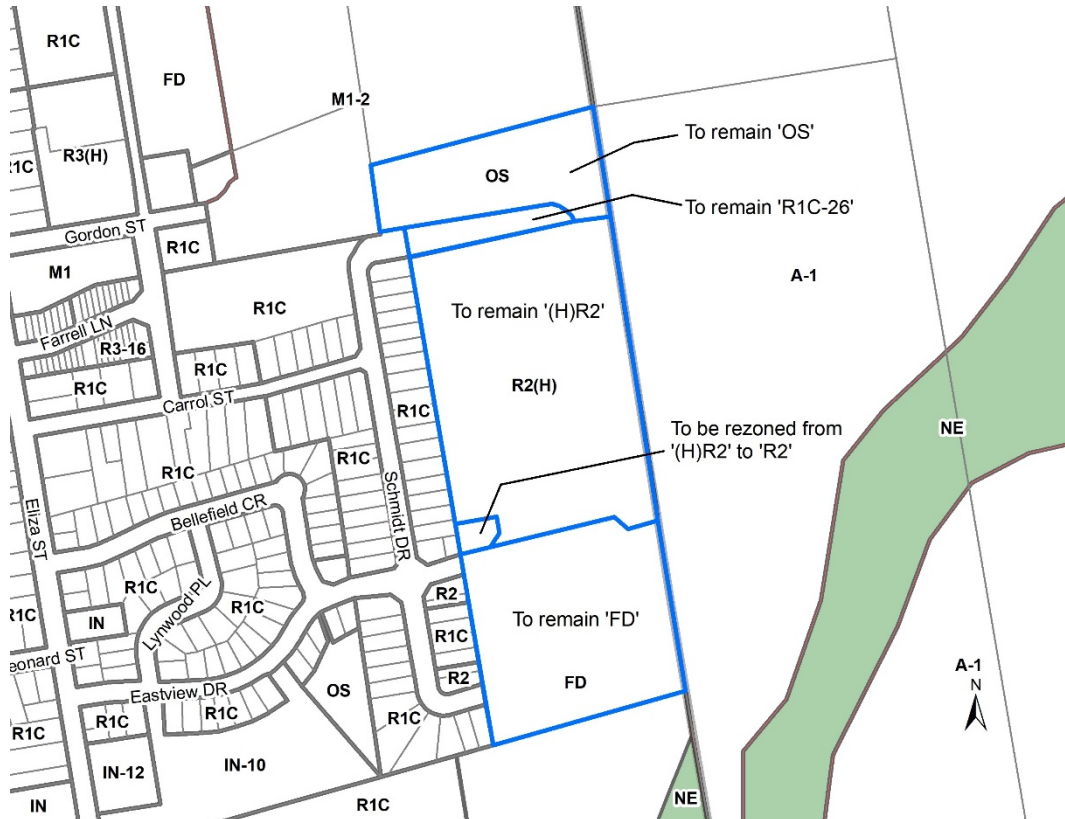 R1C
FD
M1-2
To remain 'OS'
R3(H)
R1C
OS
To remain 'R1C-26'
Gordon ST
R1C
M1
A-1
R1C
To remain '(H)R2'
Farrell LN
R3-16
R1C
R1C
Carrol ST
R2(H)
R1C
To be rezoned from
'(H)R2' to 'R2'
NE
R1C
R1C
Eliza ST
Bellefield CR
Schmidt DR
R1C
R2
R1C
IN
Lynwood PL
R1C
To remain 'FD'
R1C
eonard ST
R2
FD
A-1
N
Eastview DR
OS
R1C
R1C
R1C
R1C
IN-12
IN-10
IN
R1C
NE